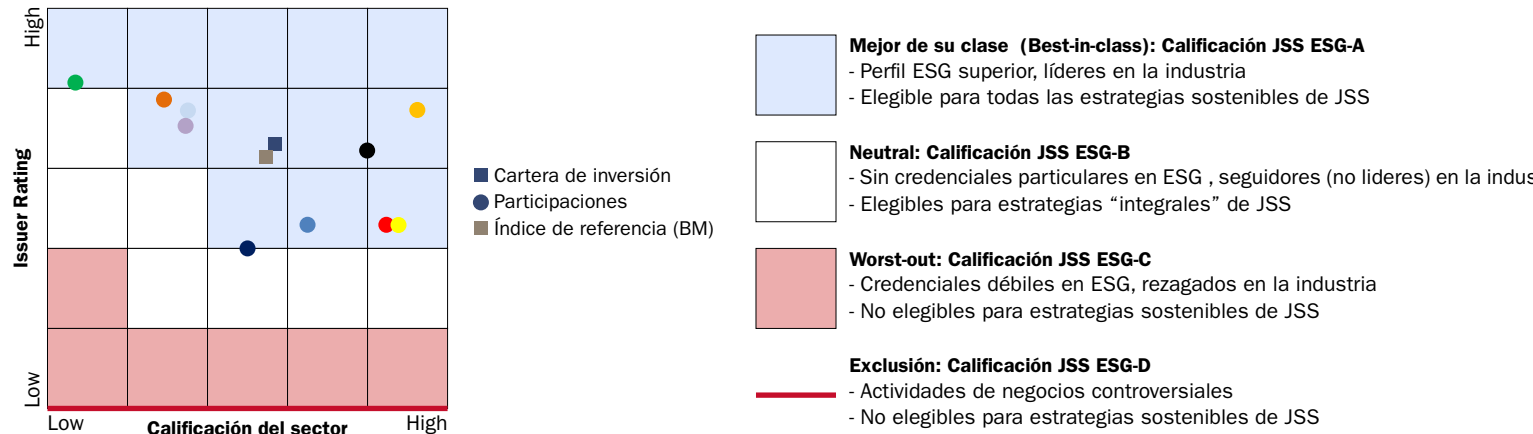 High
Issuer Rating
Low
Low
Calificación del sector
High
Cartera de inversión
Participaciones
Índice de referencia (BM)
Mejor de su clase (Best-in-class): Calificación JSS ESG-A
- Perfil ESG superior, líderes en la industria
- Elegible para todas las estrategias sostenibles de JSS
Neutral: Calificación JSS ESG-B
- Sin credenciales particulares en ESG , seguidores (no lideres) en la indus
- Elegibles para estrategias “integrales” de JSS
Worst-out: Calificación JSS ESG-C
- Credenciales débiles en ESG, rezagados en la industria
- No elegibles para estrategias sostenibles de JSS
Exclusión: Calificación JSS ESG-D
- Actividades de negocios controversiales
- No elegibles para estrategias sostenibles de JSS